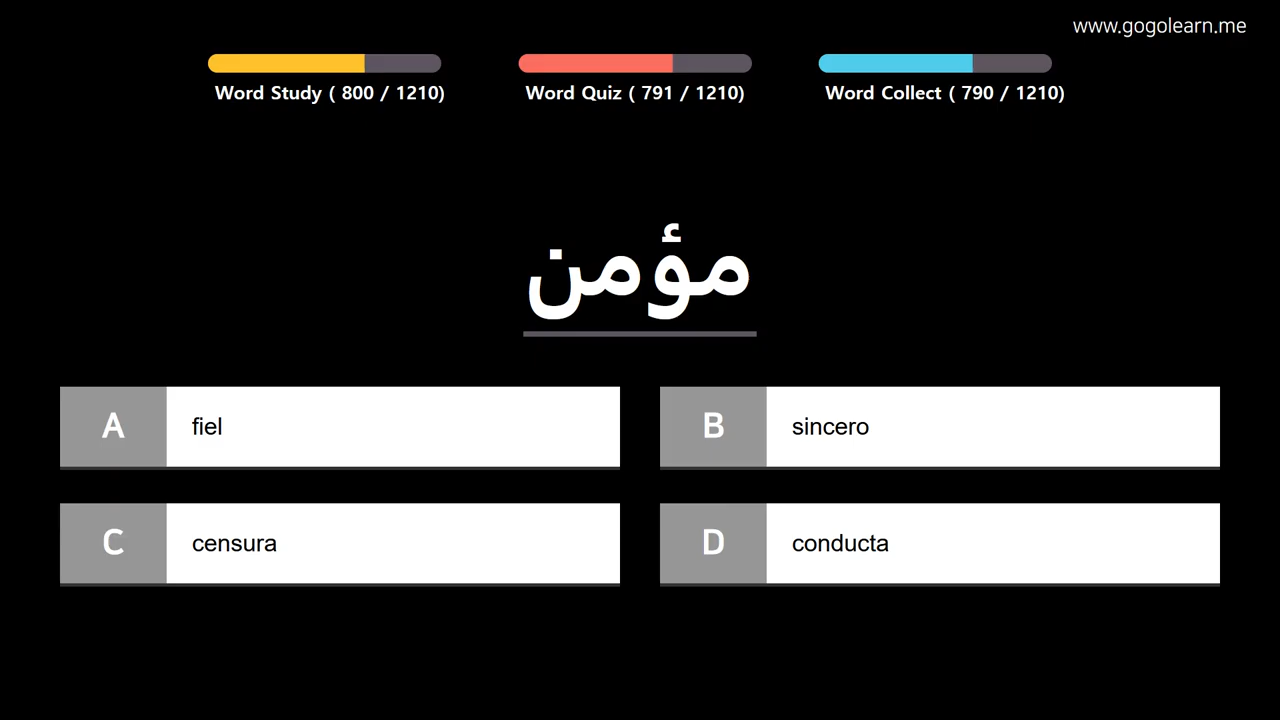 www.gogolearn.me
Word Study ( 800 / 1210)
Word Quiz ( 791 / 1210)
Word Collect ( 790 / 1210)
مؤمن
A fiel
B sincero
C censura
D conducta